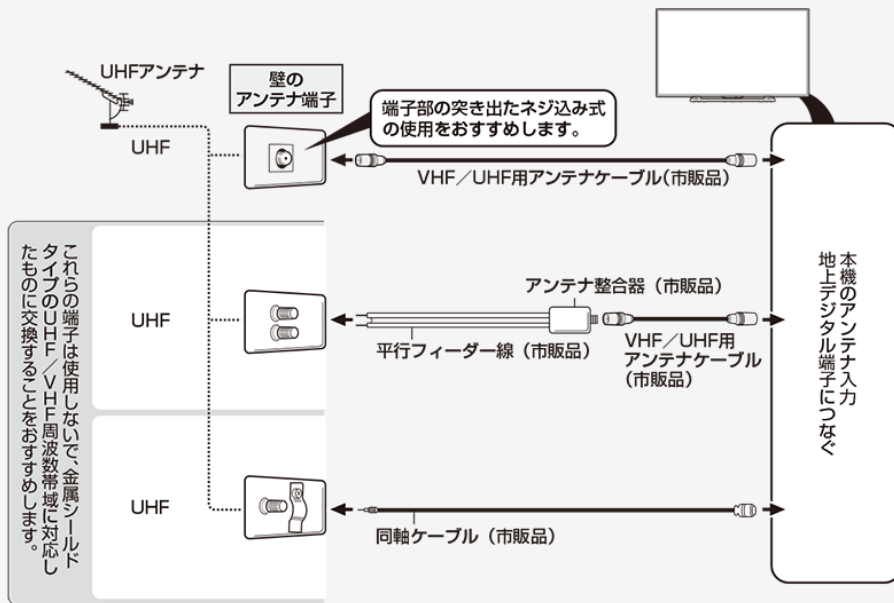 UHFアンテナ
壁の
アンテナ端子
端子部の突き出たネジ込み式
の使用をおすすめします。
UHF
VHF／UHF用アンテナケーブル(市販品)
これらの端子は使用しないで、金属シールド
タイプのUHF／VHF周波数帯域に対応し
たものに交換することをおすすめします。
UHF
アンテナ整合器（市販品）
平行フィーダー線（市販品）
VHF／UHF用
アンテナケーブル
（市販品）
UHF
同軸ケーブル（市販品）
本機のアンテナ入力
地上デジタル端子につなぐ